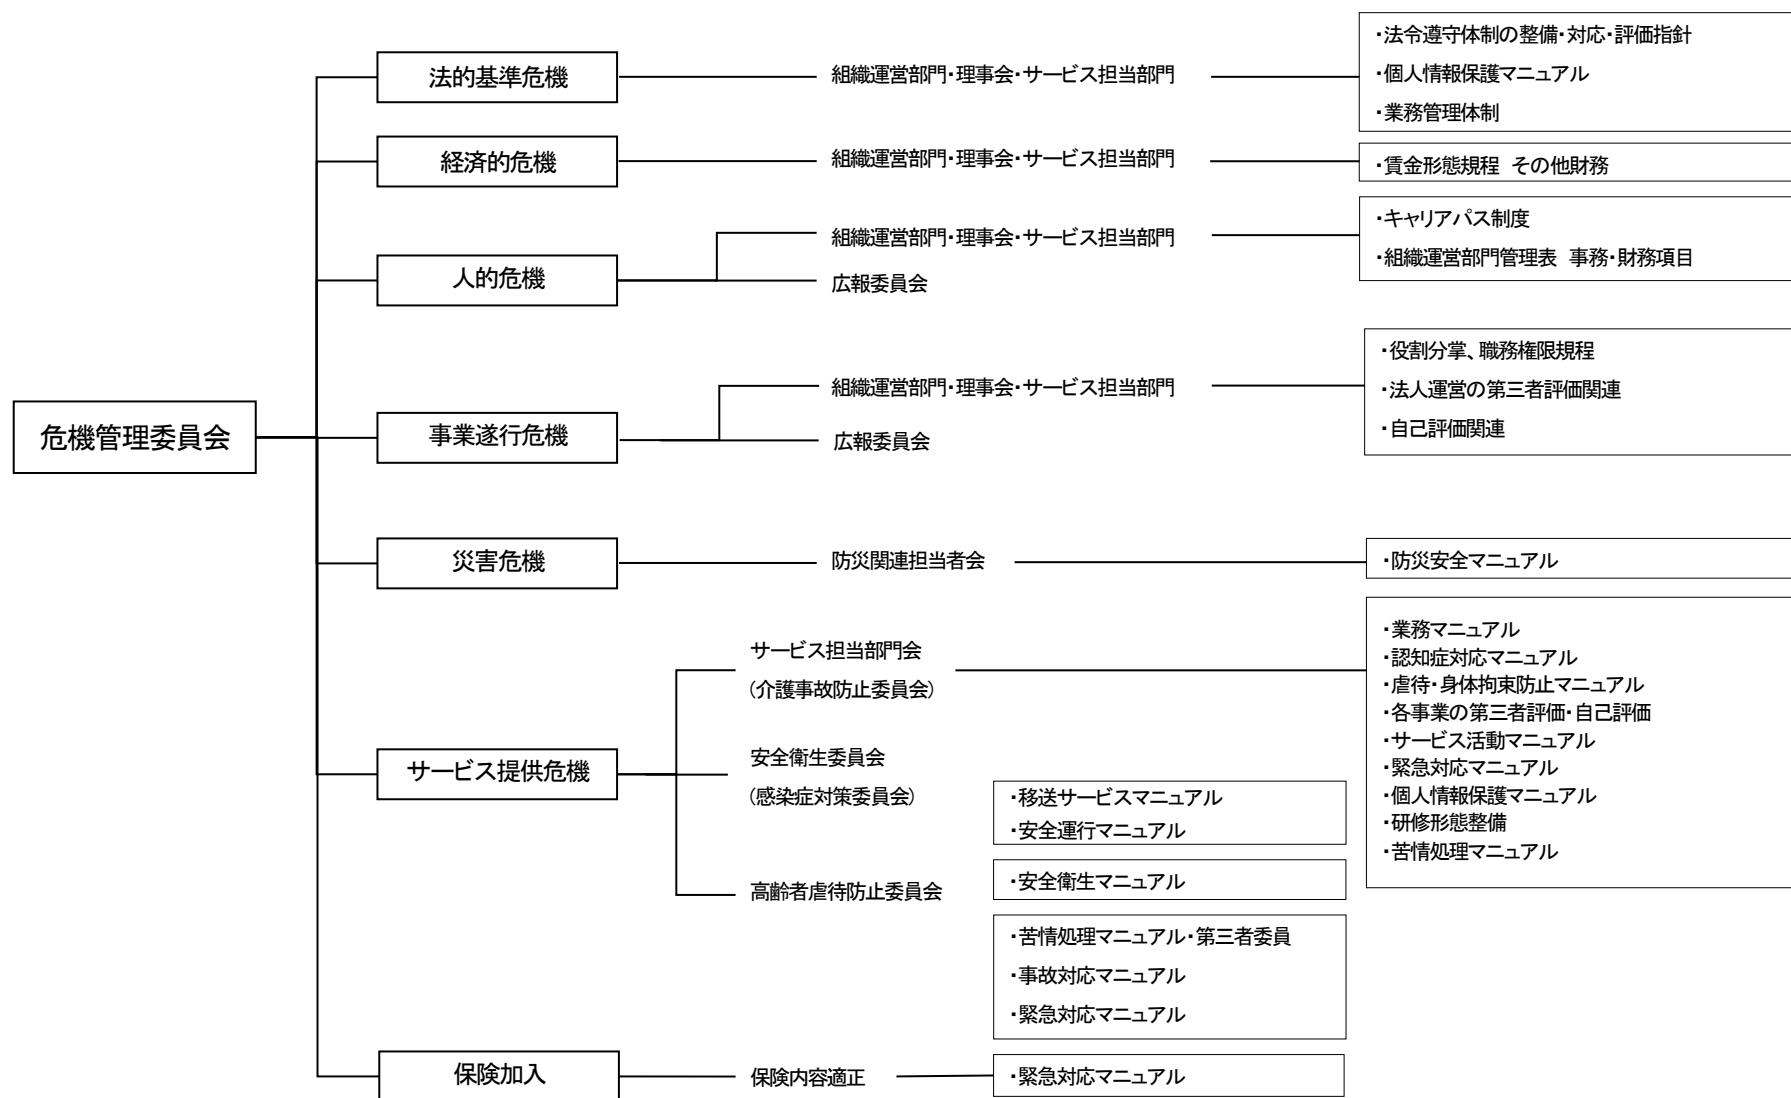 危機管理委員会
法的基準危機
組織運営部門・理事会・サービス担当部門
・法令遵守体制の整備・対応・評価指針
・個人情報保護マニュアル
・業務管理体制
経済的危機
組織運営部門・理事会・サービス担当部門
・賃金形態規程 その他財務
人的危機
組織運営部門・理事会・サービス担当部門
広報委員会
・キャリアパス制度
・組織運営部門管理表 事務・財務項目
事業遂行危機
組織運営部門・理事会・サービス担当部門
広報委員会
・役割分掌、職務権限規程
・法人運営の第三者評価関連
・自己評価関連
災害危機
防災関連担当者会
・防災安全マニュアル
サービス提供危機
サービス担当部門会
(介護事故防止委員会)
・業務マニュアル
・認知症対応マニュアル
・虐待・身体拘束防止マニュアル
・各事業の第三者評価・自己評価
・サービス活動マニュアル
・緊急対応マニュアル
・個人情報保護マニュアル
・研修形態整備
・苦情処理マニュアル
安全衛生委員会
(感染症対策委員会)
高齢者虐待防止委員会
・移送サービスマニュアル
・安全運行マニュアル
・安全衛生マニュアル
・苦情処理マニュアル・第三者委員
・事故対応マニュアル
・緊急対応マニュアル
保険加入
保険内容適正
・緊急対応マニュアル